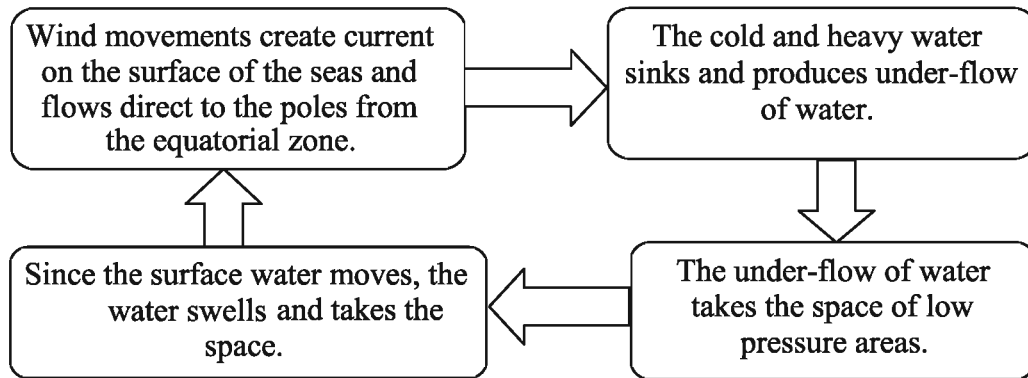 Wind movements create current
on the surface of the seas and
flows direct to the poles from
the equatorial zone.
The cold and heavy water
sinks and produces under-flow
of water.
The under-flow of water
takes the space of low
pressure areas.
Since the surface water moves, the
water swells and takes the
space.